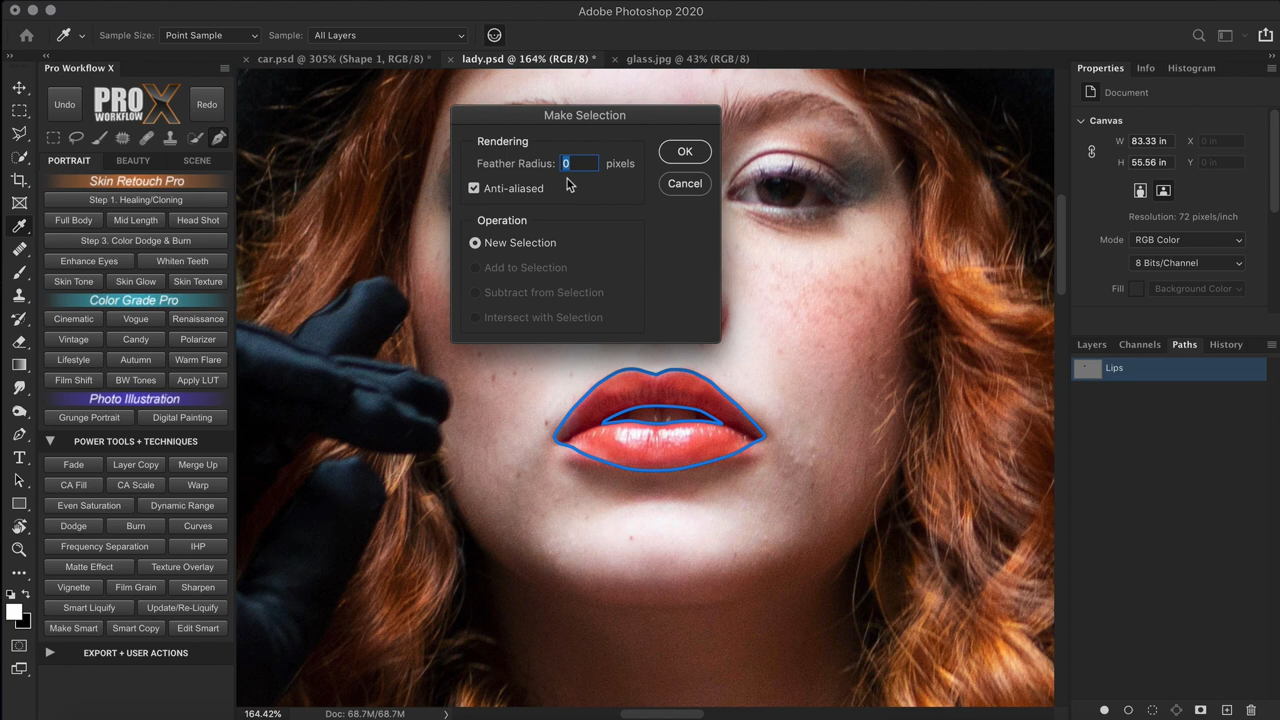 Adobe Photoshop 2020
Sample Size: Point Sample Sample: All Layers
Pro Workflow X
car.psd @ 305% (Shape 1, RGB/8) *
lady.psd @ 164% (RGB/8) *
glass.jpg @ 43% (RGB/8)
Undo
PRO WORKFLOW X
Redo
PORTRAIT BEAUTY SCENE
Skin Retouch Pro
Step 1. Healing/Cloning
Full Body Mid Length Head Shot
Step 3. Color Dodge & Burn
Enhance Eyes Whiten Teeth
Skin Tone Skin Glow Skin Texture
Color Grade Pro
Cinematic Vogue Renaissance
Vintage Candy Polarizer
Lifestyle Autumn Warm Flare
Film Shift BW Tones Apply LUT
Photo Illustration
Grunge Portrait Digital Painting
POWER TOOLS + TECHNIQUES
Fade Layer Copy Merge Up
CA Fill CA Scale Warp
Even Saturation Dynamic Range
Dodge Burn Curves
Frequency Separation IHP
Matte Effect Texture Overlay
Vignette Film Grain Sharpen
Smart Liquify Update/Re-Liquify
Make Smart Smart Copy Edit Smart
EXPORT + USER ACTIONS
Make Selection
Rendering
Feather Radius: 0 pixels
Anti-aliased
OK
Cancel
Operation
New Selection
Add to Selection
Subtract from Selection
Intersect with Selection
Properties Info Histogram
Document
Canvas
W 83.33 in X 0 in
H 55.56 in Y 0 in
Resolution: 72 pixels/inch
Mode RGB Color
8 Bits/Channel
Fill Background Color
Layers Channels Paths History
Lips
164.42% Doc: 68.7M/68.7M